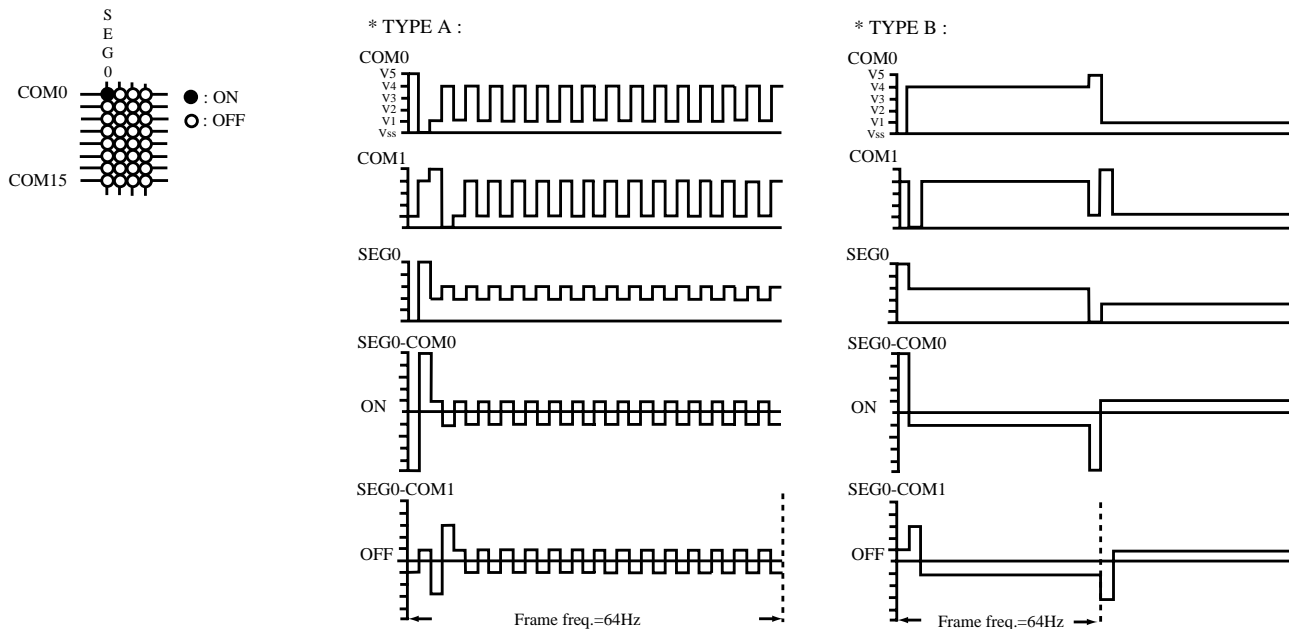 S
E
G
0
COM0
COM15
: ON
: OFF
* TYPE A :
COM0
V5
V4
V3
V2
V1
Vss
COM1
SEG0
SEG0-COM0
ON
SEG0-COM1
OFF
Frame freq.=64Hz
* TYPE B :
COM0
V5
V4
V3
V2
V1
Vss
COM1
SEG0
SEG0-COM0
ON
SEG0-COM1
OFF
Frame freq.=64Hz